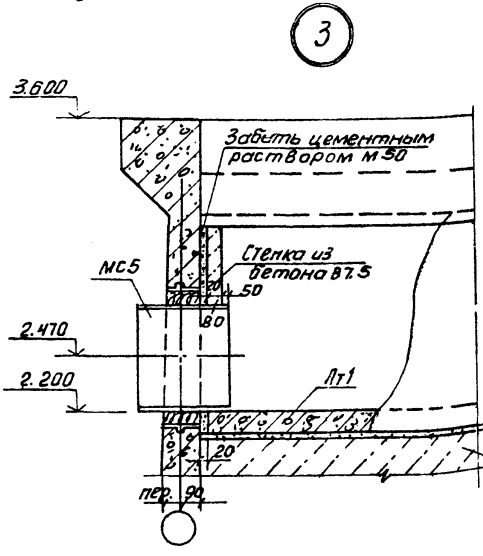 3
3.600
Забить цементным
раствором М50
Стенка из
бетона В7.5
МС5
20
50
80
2.470
2.200
Пт1
20
пер. 90